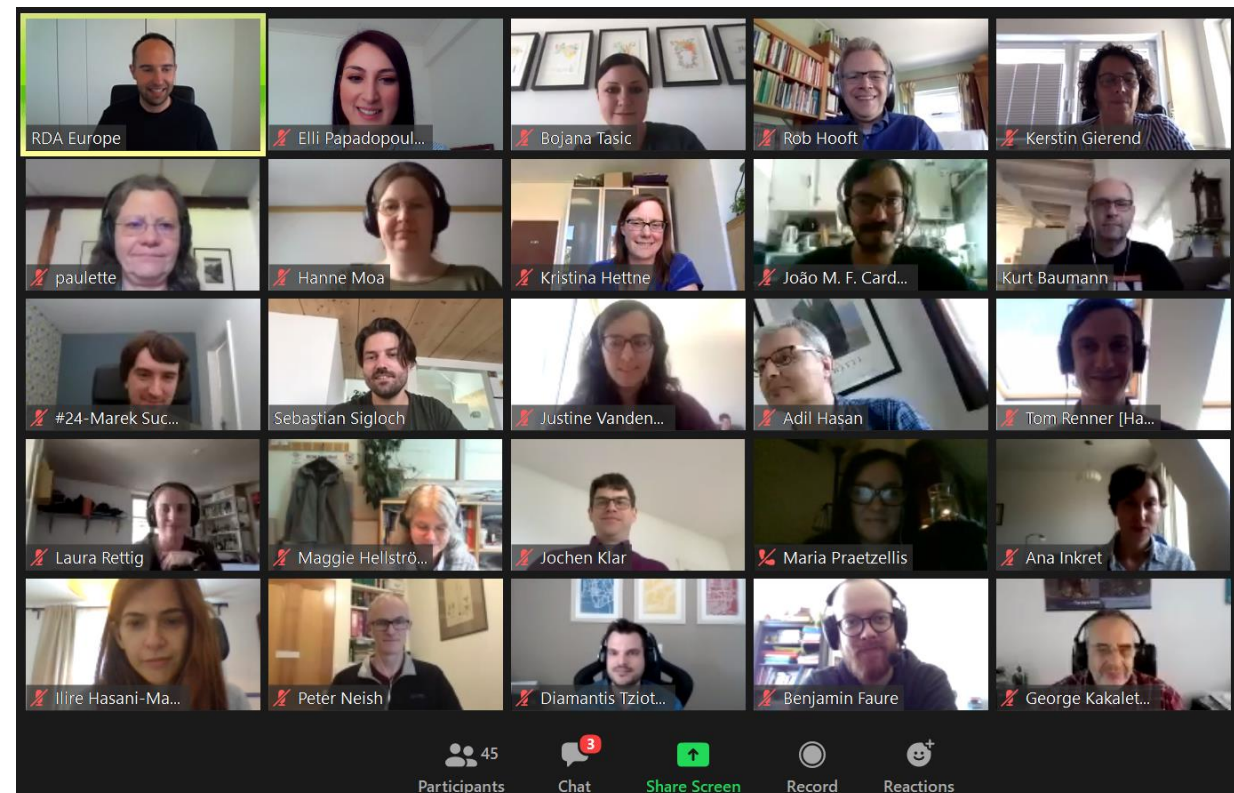 RDA Europe
Elli Papadopoul...
Bojana Tasic
Rob Hooft
Kerstin Gierend
paulette
Hanne Moa
Kristina Hettne
João M. F. Card...
Kurt Baumann
#24-Marek Suc...
Sebastian Sigloch
Justine Vanden...
Adil Hasan
Tom Renner [Ha...
Laura Rettig
Maggie Hellströ...
Jochen Klar
Maria Praetzellis
Ana Inkret
Ilire Hasani-Ma...
Peter Neish
Diamantis Tziot...
Benjamin Faure
George Kakalet...
45
3
Participants
Chat
Share Screen
Record
Reactions